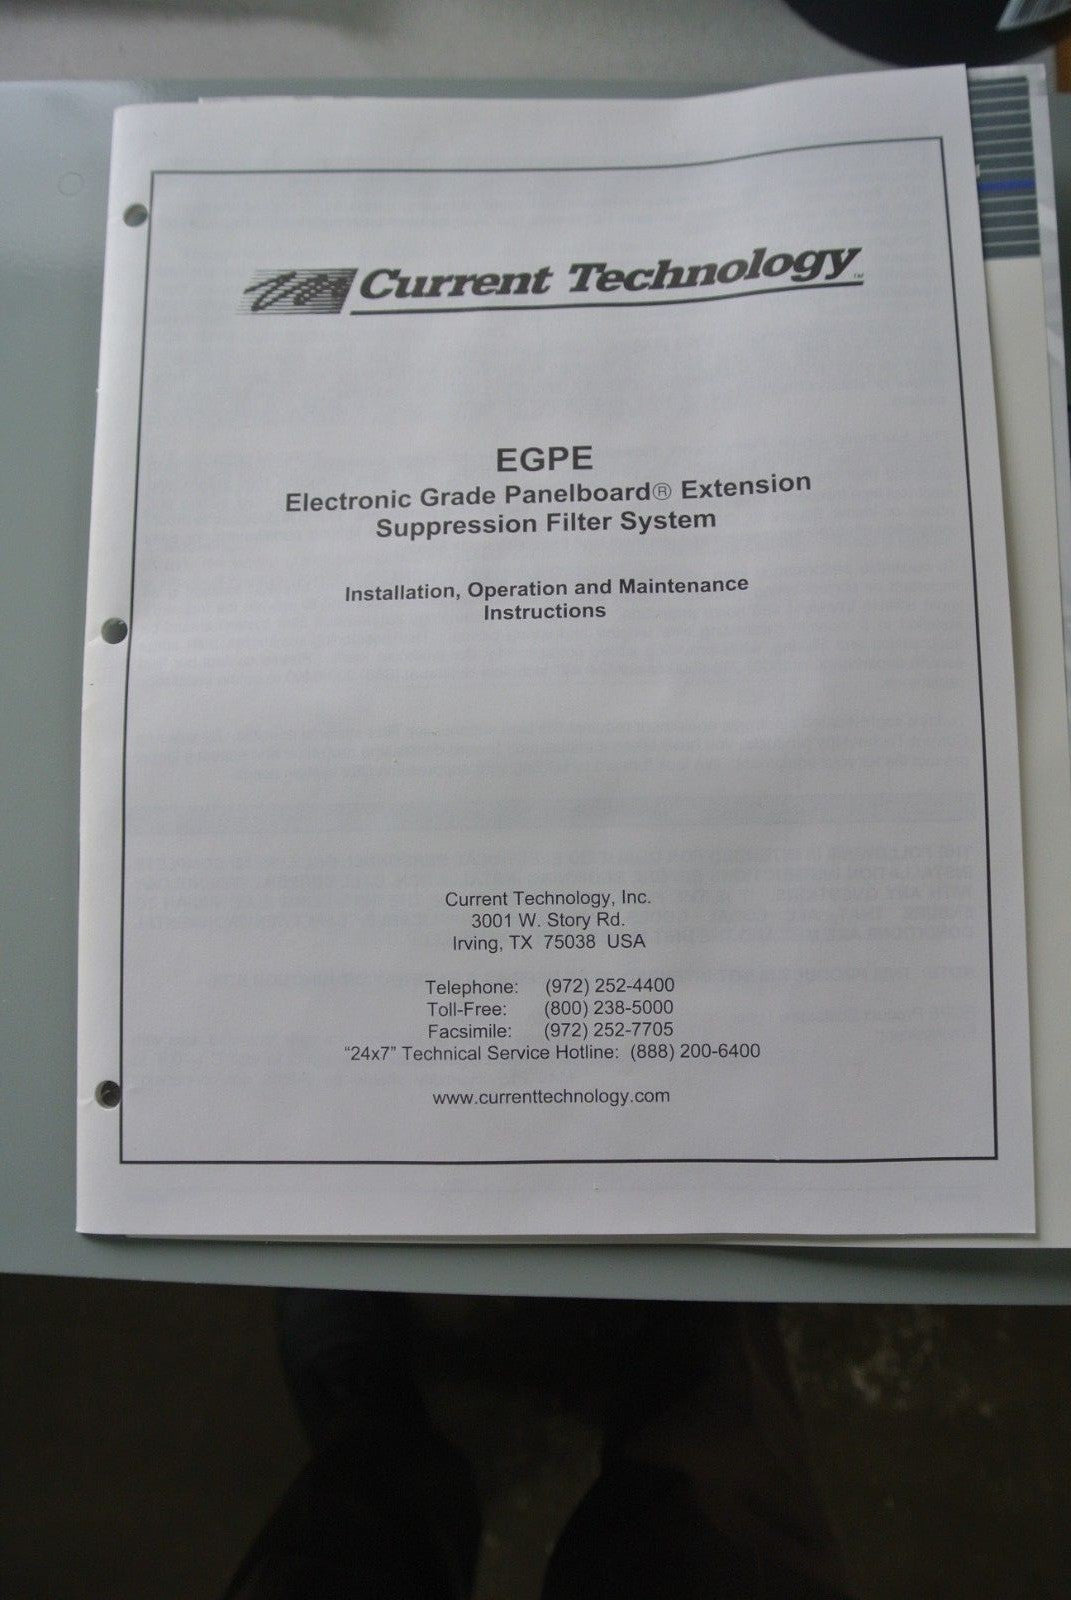 Current Technology™
EGPE
Electronic Grade Panelboard® Extension
Suppression Filter System
Installation, Operation and Maintenance
Instructions
Current Technology, Inc.
3001 W. Story Rd.
Irving, TX 75038 USA
Telephone: (972) 252-4400
Toll-Free: (800) 238-5000
Facsimile: (972) 252-7705
“24x7” Technical Service Hotline: (888) 200-6400
www.currenttechnology.com